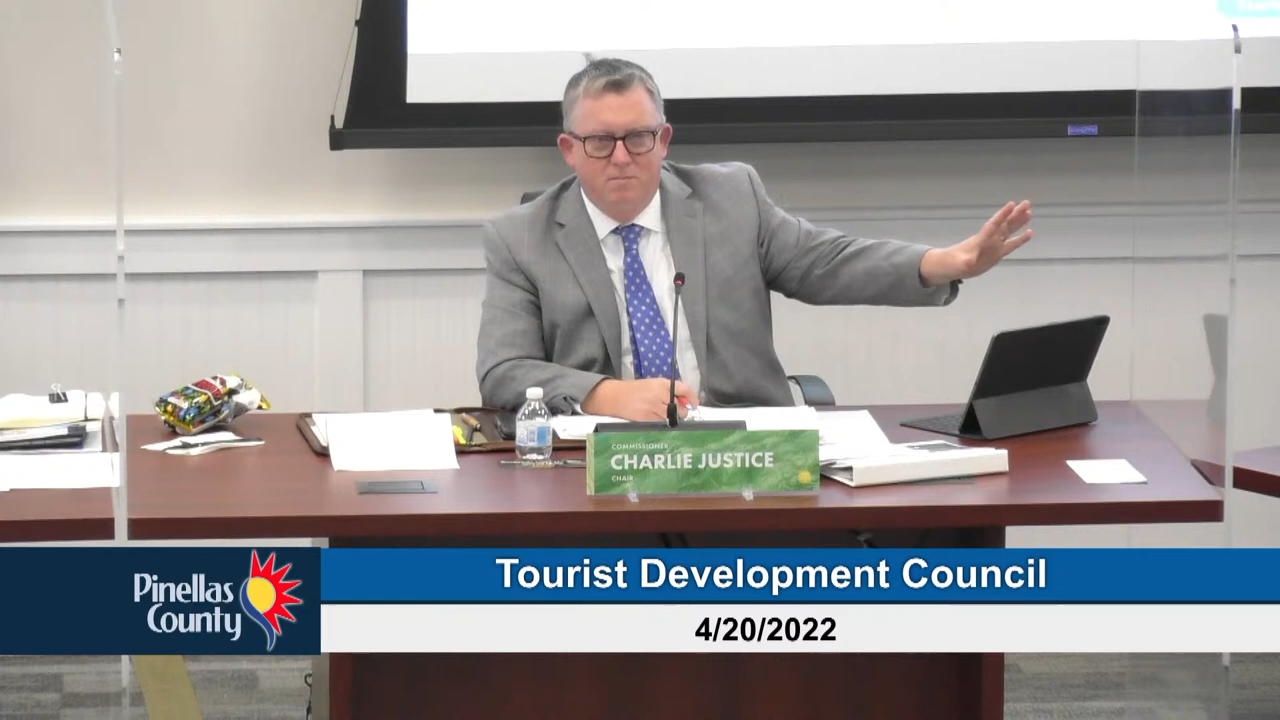 COMMISSIONER
CHARLIE JUSTICE
CHAIR
Pinellas
County
Tourist Development Council
4/20/2022